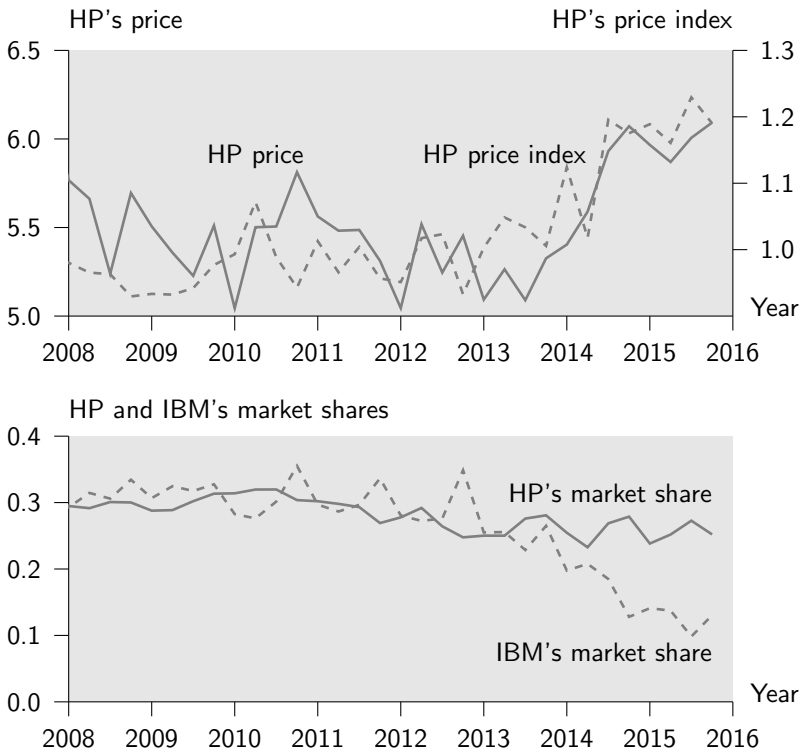 HP's price HP's price index
6.5 1.3
6.0 1.2
HP price HP price index
1.1
5.5
1.0
5.0 Year
2008 2009 2010 2011 2012 2013 2014 2015 2016
HP and IBM's market shares
0.4
0.3 HP's market share
0.2
0.1
IBM's market share
0.0 Year
2008 2009 2010 2011 2012 2013 2014 2015 2016